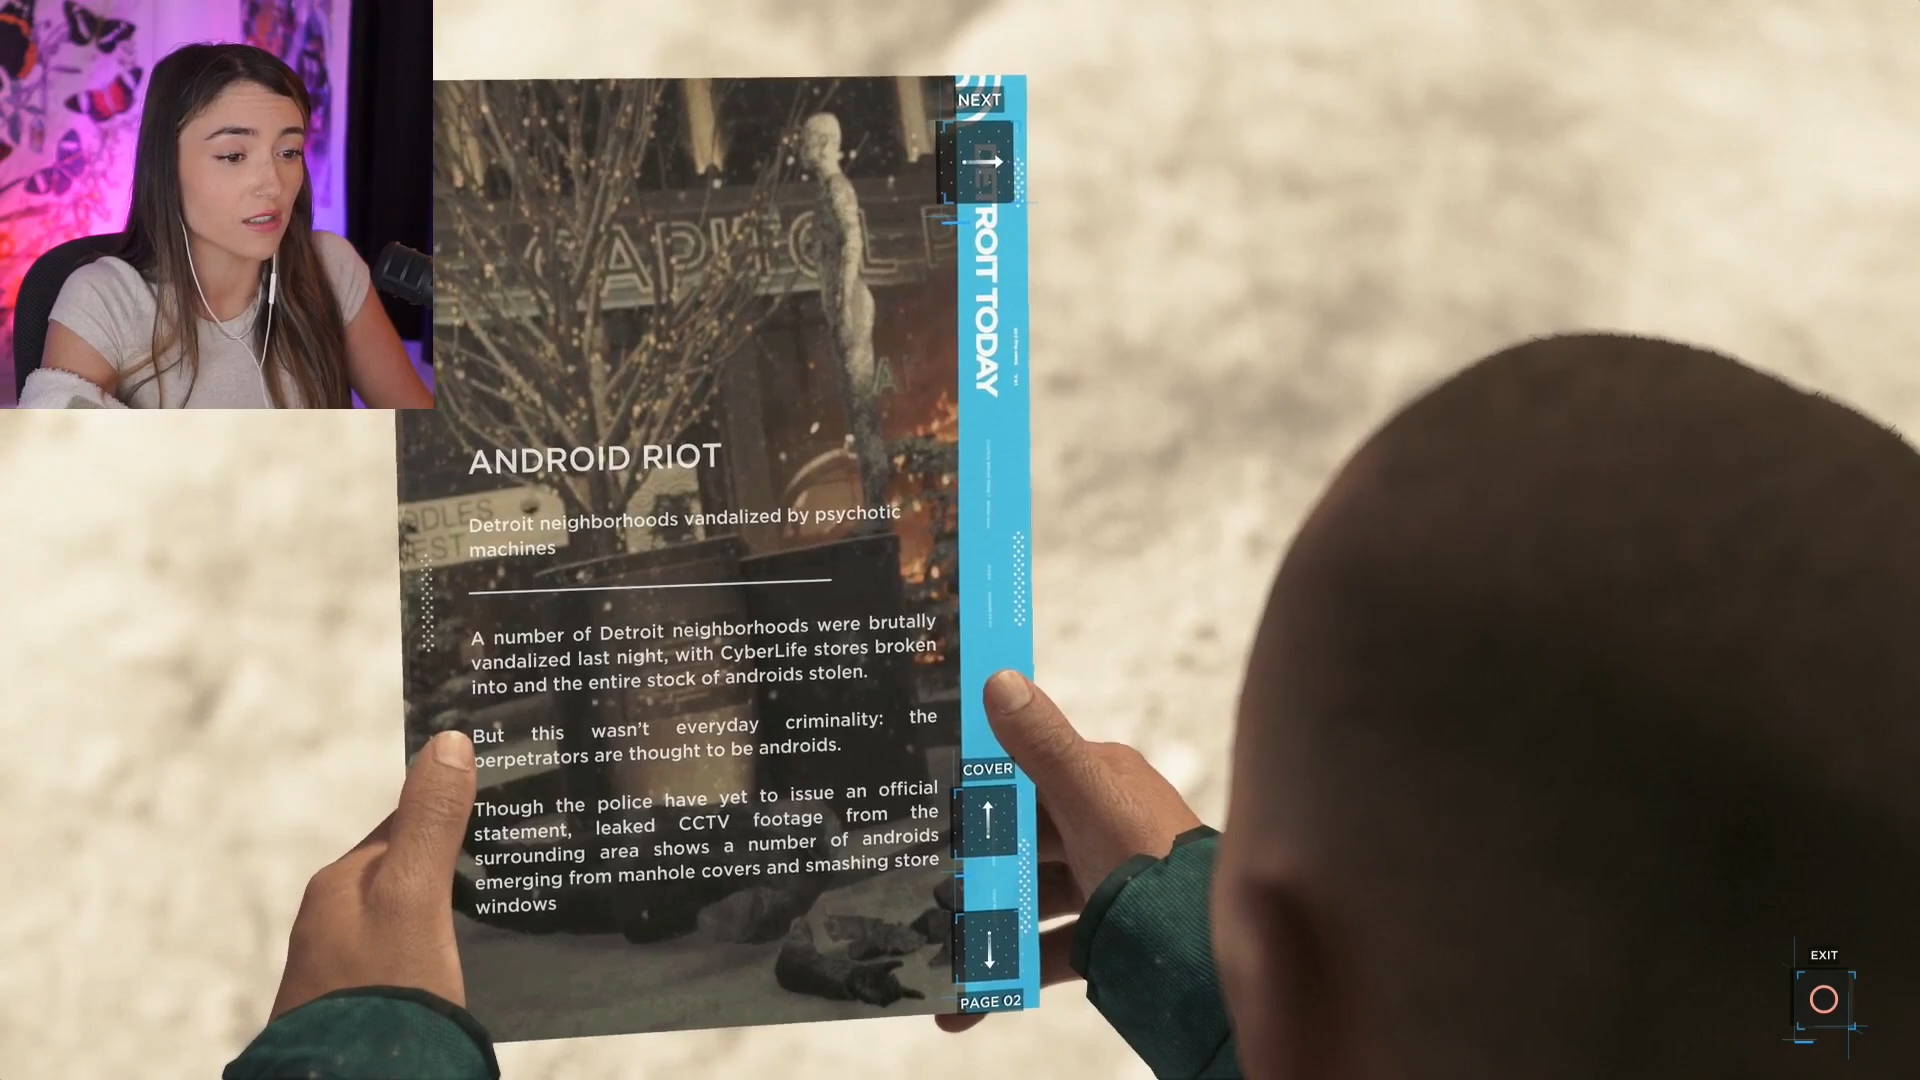 NEXT
DETROIT TODAY
CAPITOL P
ANDROID RIOT
Detroit neighborhoods vandalized by psychotic
machines
A number of Detroit neighborhoods were brutally
vandalized last night, with CyberLife stores broken
into and the entire stock of androids stolen.
But this wasn't everyday criminality: the
perpetrators are thought to be androids.
Though the police have yet to issue an official
statement, leaked CCTV footage from the
surrounding area shows a number of androids
emerging from manhole covers and smashing store
windows
COVER
PAGE 02
EXIT